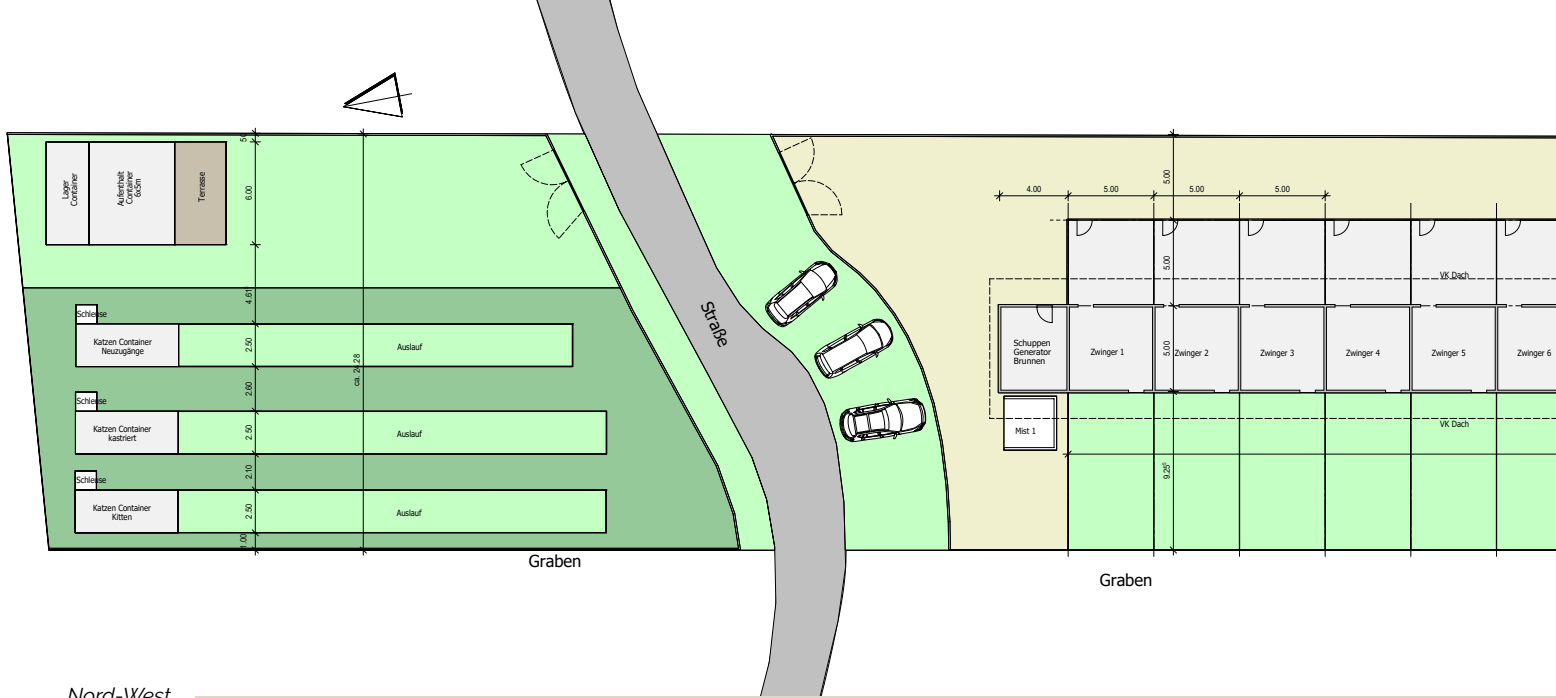 Lager
Container
Aufenthalt
Container
6x5m
Terrasse
50
6.00
4.61⁵
2.50
2.60
2.50
2.10
2.50
1.00
ca. 24.28
Schleuse
Katzen Container
Neuzugänge
Auslauf
Schleuse
Katzen Container
kastriert
Auslauf
Schleuse
Katzen Container
Kitten
Auslauf
Graben
Straße
4.00
5.00
5.00
5.00
5.00
5.00
5.00
9.25⁵
VK Dach
Schuppen
Generator
Brunnen
Zwinger 1
Zwinger 2
Zwinger 3
Zwinger 4
Zwinger 5
Zwinger 6
Mist 1
VK Dach
Graben
Nord-West